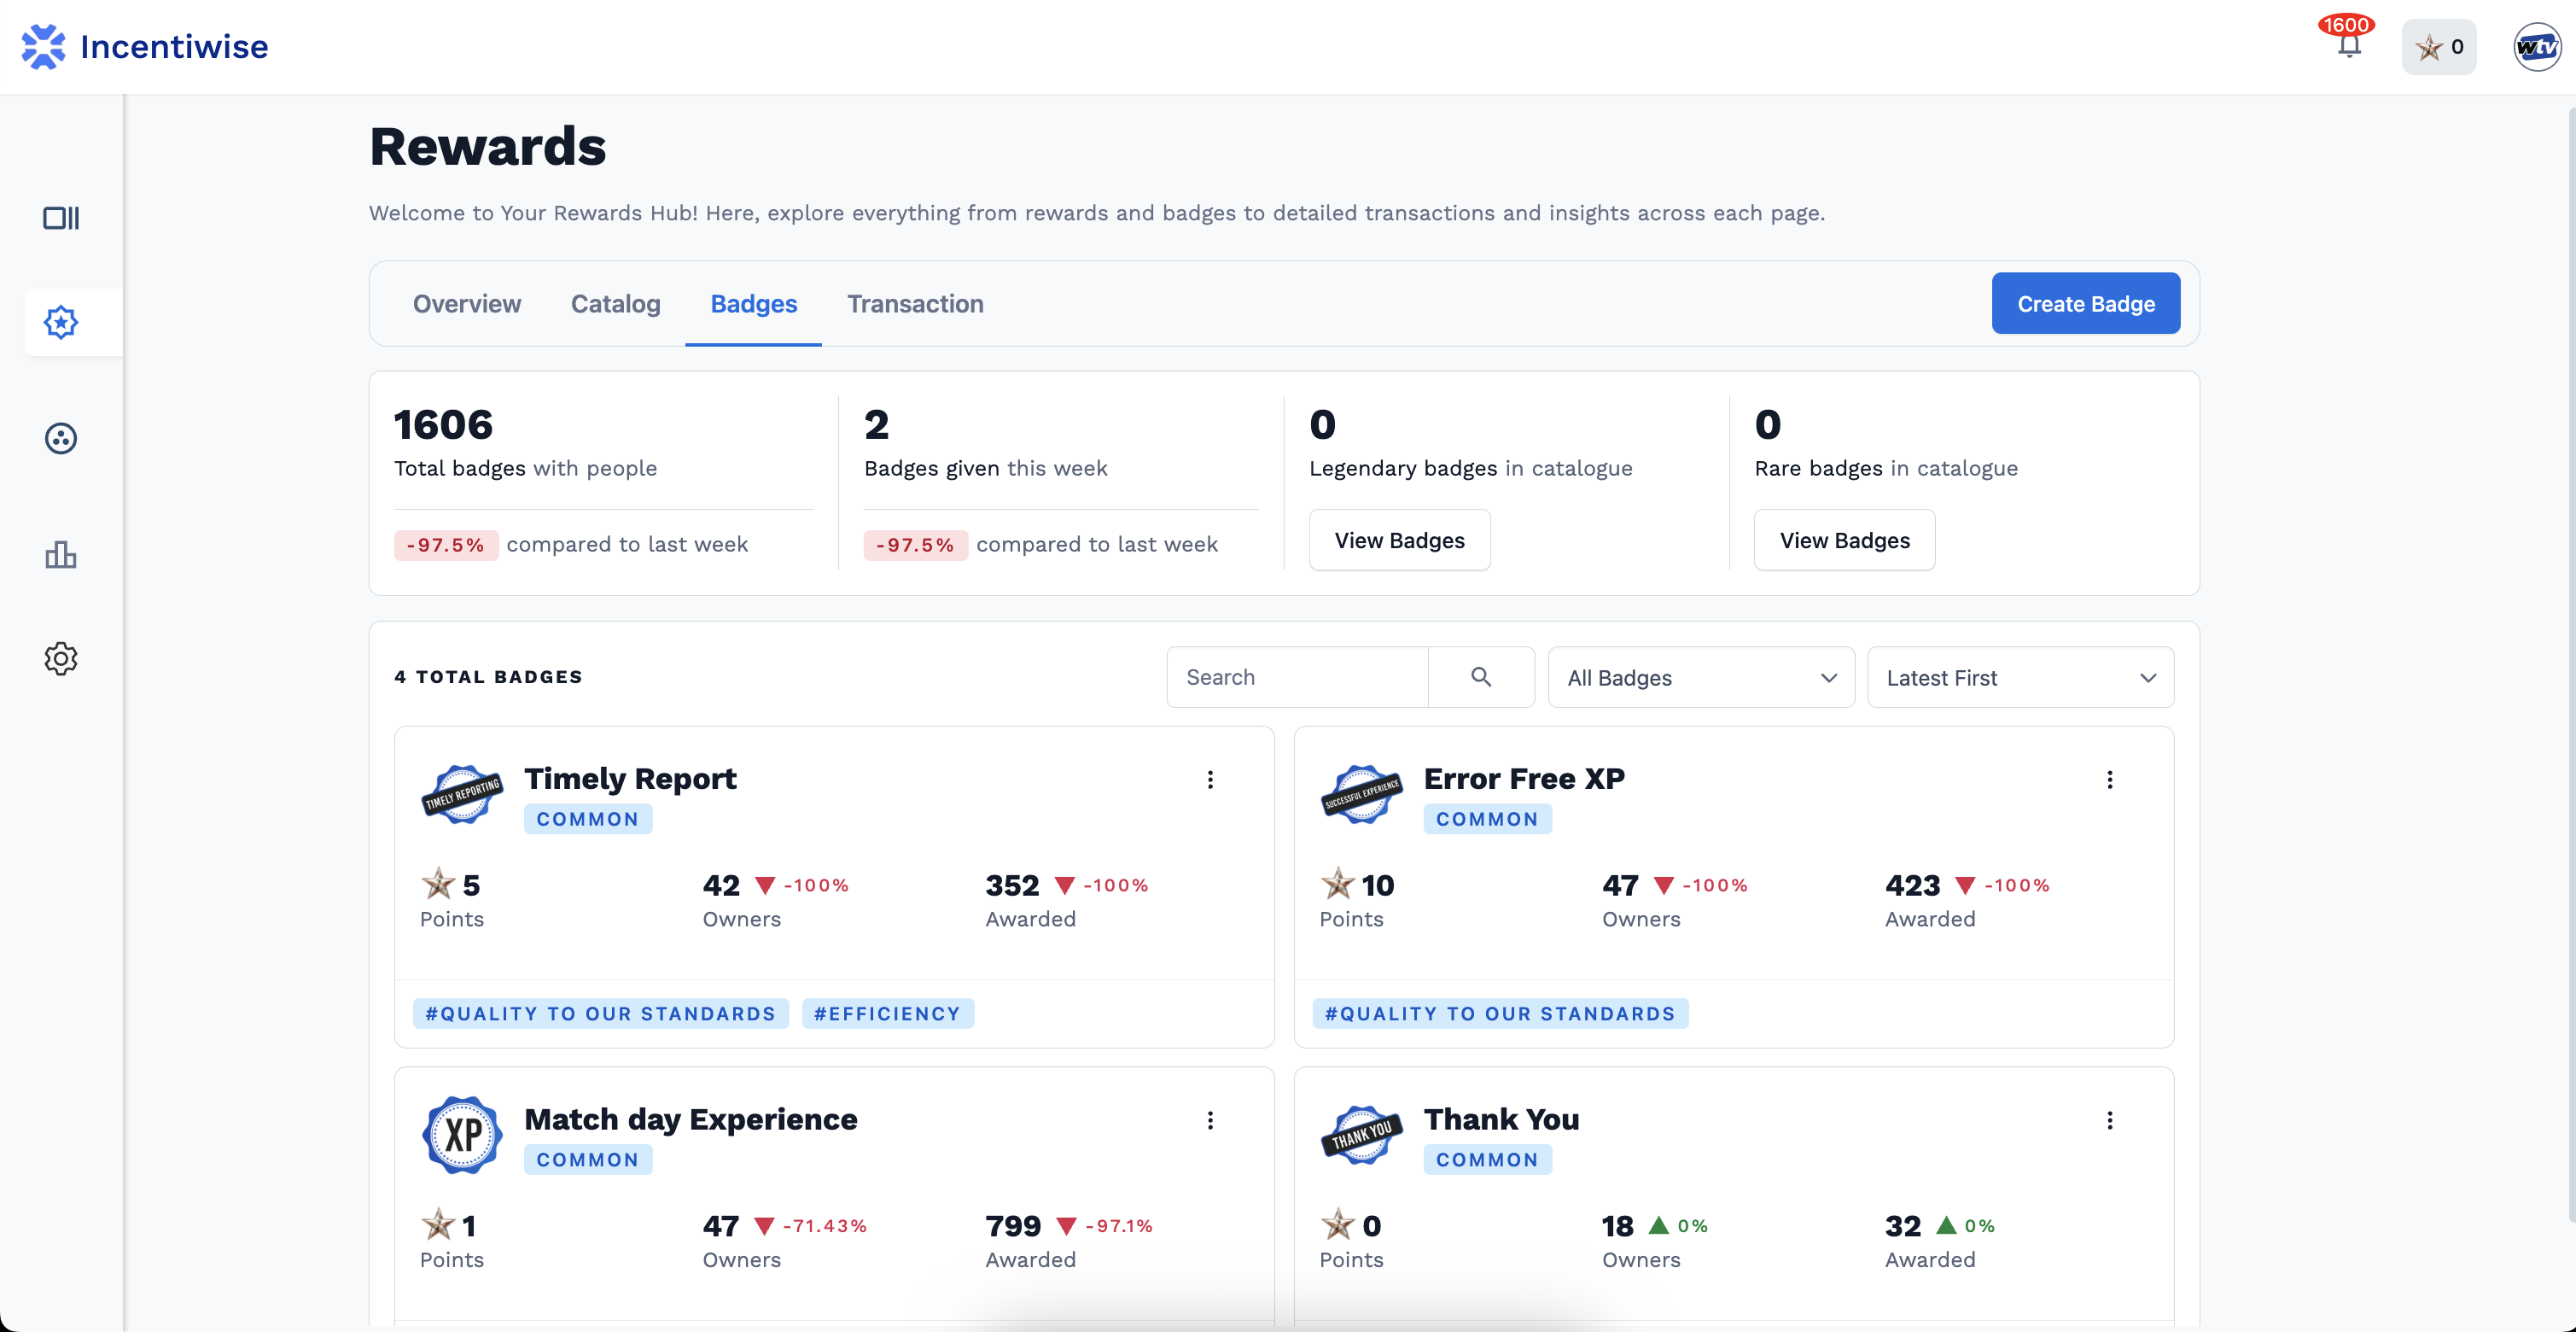 Incentiwise
1600
0
wtv
Rewards
Welcome to Your Rewards Hub! Here, explore everything from rewards and badges to detailed transactions and insights across each page.
Overview Catalog Badges Transaction Create Badge
1606 2 0 0
Total badges with people Badges given this week Legendary badges in catalogue Rare badges in catalogue
-97.5% compared to last week -97.5% compared to last week View Badges View Badges
4 TOTAL BADGES Search All Badges Latest First
TIMELY REPORTING
Timely Report
COMMON
5 42 -100% 352 -100%
Points Owners Awarded
#QUALITY TO OUR STANDARDS #EFFICIENCY
SUCCESSFUL EXPERIENCE
Error Free XP
COMMON
10 47 -100% 423 -100%
Points Owners Awarded
#QUALITY TO OUR STANDARDS
XP
Match day Experience
COMMON
1 47 -71.43% 799 -97.1%
Points Owners Awarded
THANK YOU
Thank You
COMMON
0 18 0% 32 0%
Points Owners Awarded